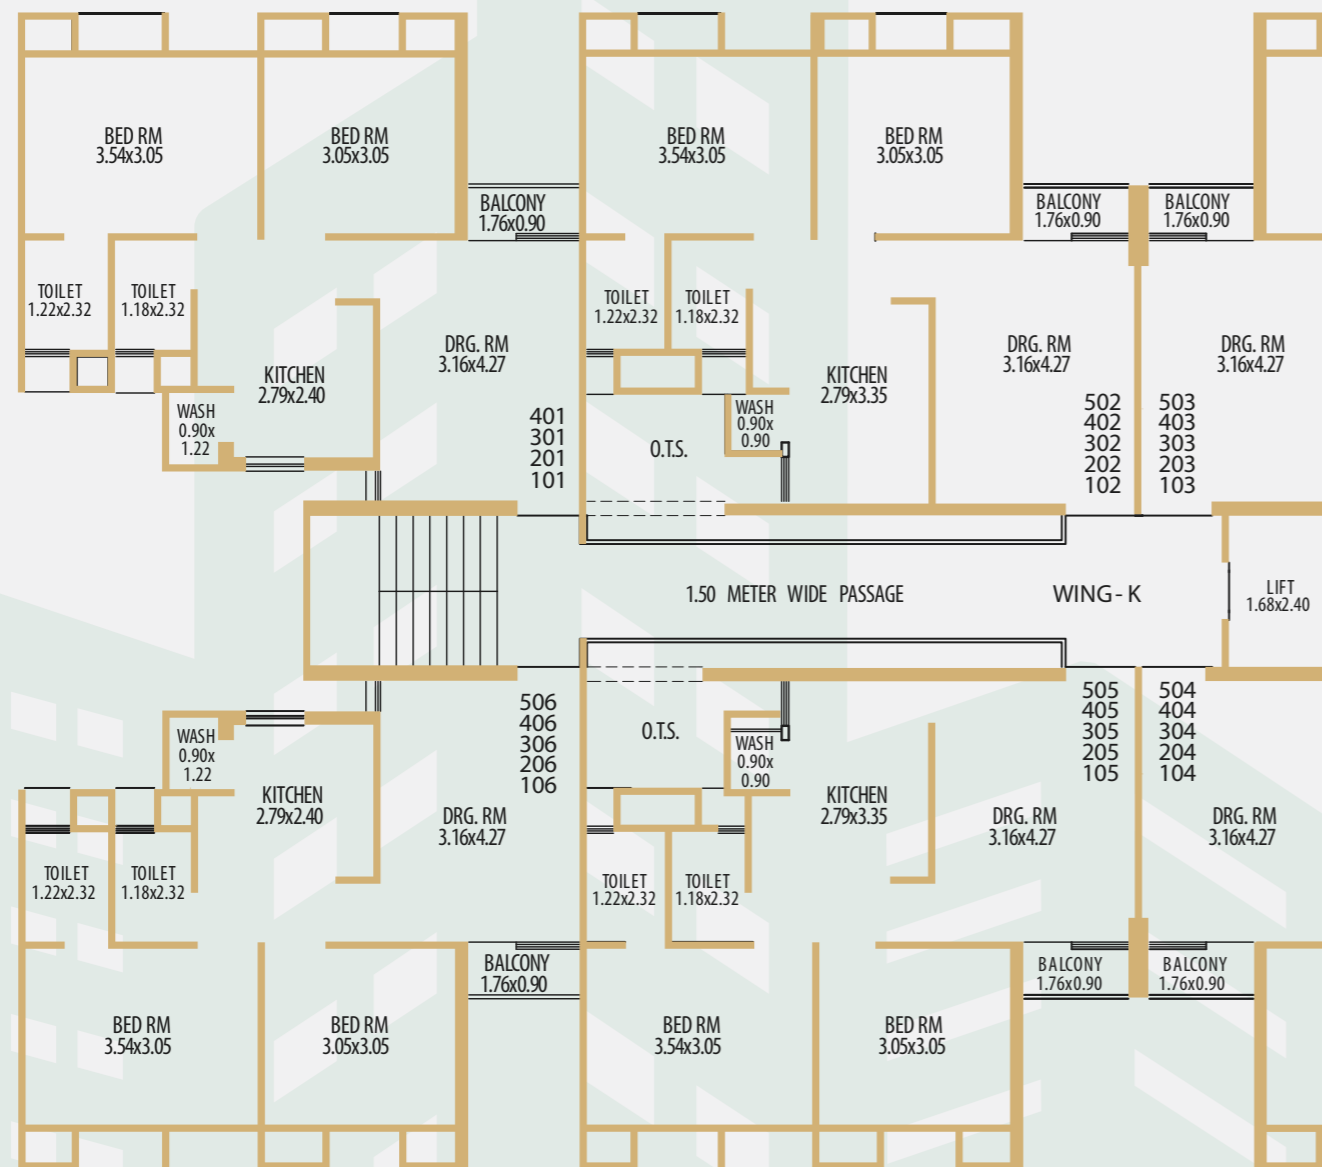 BED RM
3.54x3.05
BED RM
3.05x3.05
BED RM
3.54x3.05
BED RM
3.05x3.05
BALCONY
1.76x0.90
BALCONY
1.76x0.90
BALCONY
1.76x0.90
TOILET
1.22x2.32
TOILET
1.18x2.32
DRG. RM
3.16x4.27
TOILET
1.22x2.32
TOILET
1.18x2.32
DRG. RM
3.16x4.27
DRG. RM
3.16x4.27
KITCHEN
2.79x2.40
KITCHEN
2.79x3.35
WASH
0.90x
1.22
401
301
201
101
O.T.S.
WASH
0.90x
0.90
502
402
302
202
102
503
403
303
203
103
1.50 METER WIDE PASSAGE
WING - K
LIFT
1.68x2.40
WASH
0.90x
1.22
506
406
306
206
106
O.T.S.
WASH
0.90x
0.90
505
405
305
205
105
504
404
304
204
104
KITCHEN
2.79x2.40
DRG. RM
3.16x4.27
KITCHEN
2.79x3.35
DRG. RM
3.16x4.27
DRG. RM
3.16x4.27
TOILET
1.22x2.32
TOILET
1.18x2.32
TOILET
1.22x2.32
TOILET
1.18x2.32
BALCONY
1.76x0.90
BALCONY
1.76x0.90
BALCONY
1.76x0.90
BED RM
3.54x3.05
BED RM
3.05x3.05
BED RM
3.54x3.05
BED RM
3.05x3.05